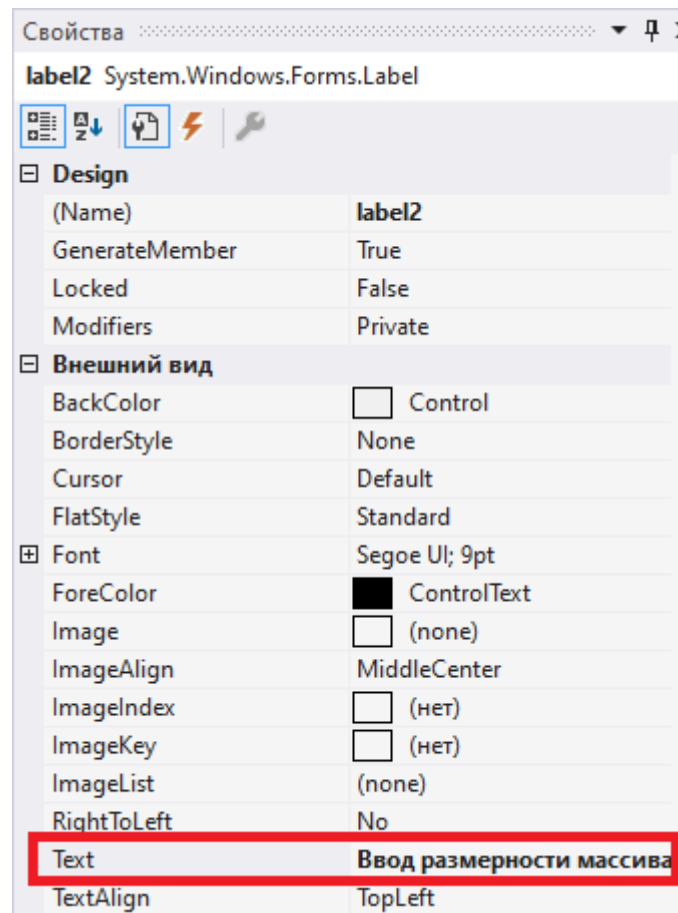 Свойства
label2 System.Windows.Forms.Label
Design
(Name) label2
GenerateMember True
Locked False
Modifiers Private
Внешний вид
BackColor Control
BorderStyle None
Cursor Default
FlatStyle Standard
Font Segoe UI; 9pt
ForeColor ControlText
Image (none)
ImageAlign MiddleCenter
ImageIndex (нет)
ImageKey (нет)
ImageList (none)
RightToLeft No
Text Ввод размерности массива
TextAlign TopLeft